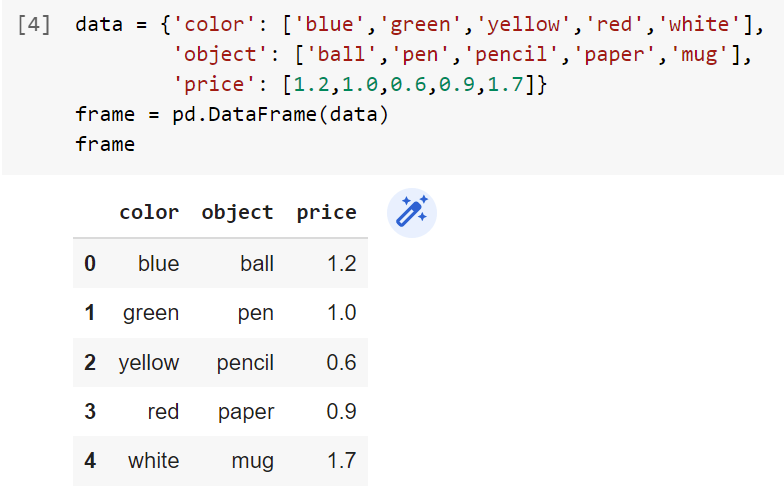 [4] data = {'color': ['blue','green','yellow','red','white'],
'object': ['ball','pen','pencil','paper','mug'],
'price': [1.2,1.0,0.6,0.9,1.7]}
frame = pd.DataFrame(data)
frame
color object price
0 blue ball 1.2
1 green pen 1.0
2 yellow pencil 0.6
3 red paper 0.9
4 white mug 1.7